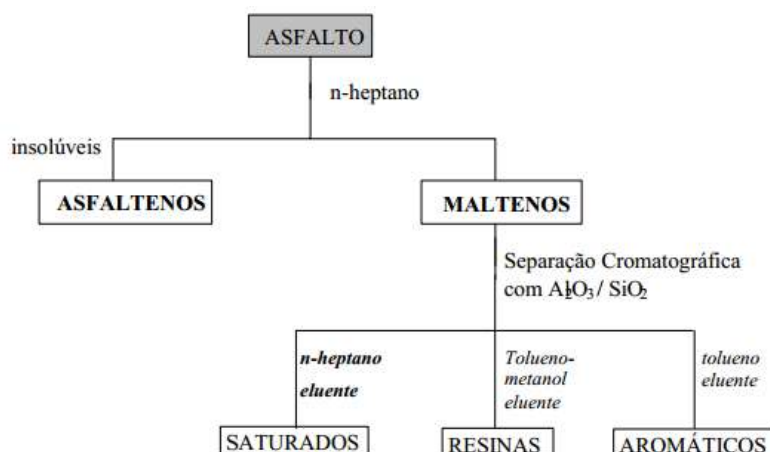 ASFALTO
n-heptano
insolúveis
ASFALTENOS
MALTENOS
Separação Cromatográfica
com Al₂O₃ / SiO₂
n-heptano
eluente
Tolueno-
metanol
eluente
tolueno
eluente
SATURADOS
RESINAS
AROMÁTICOS